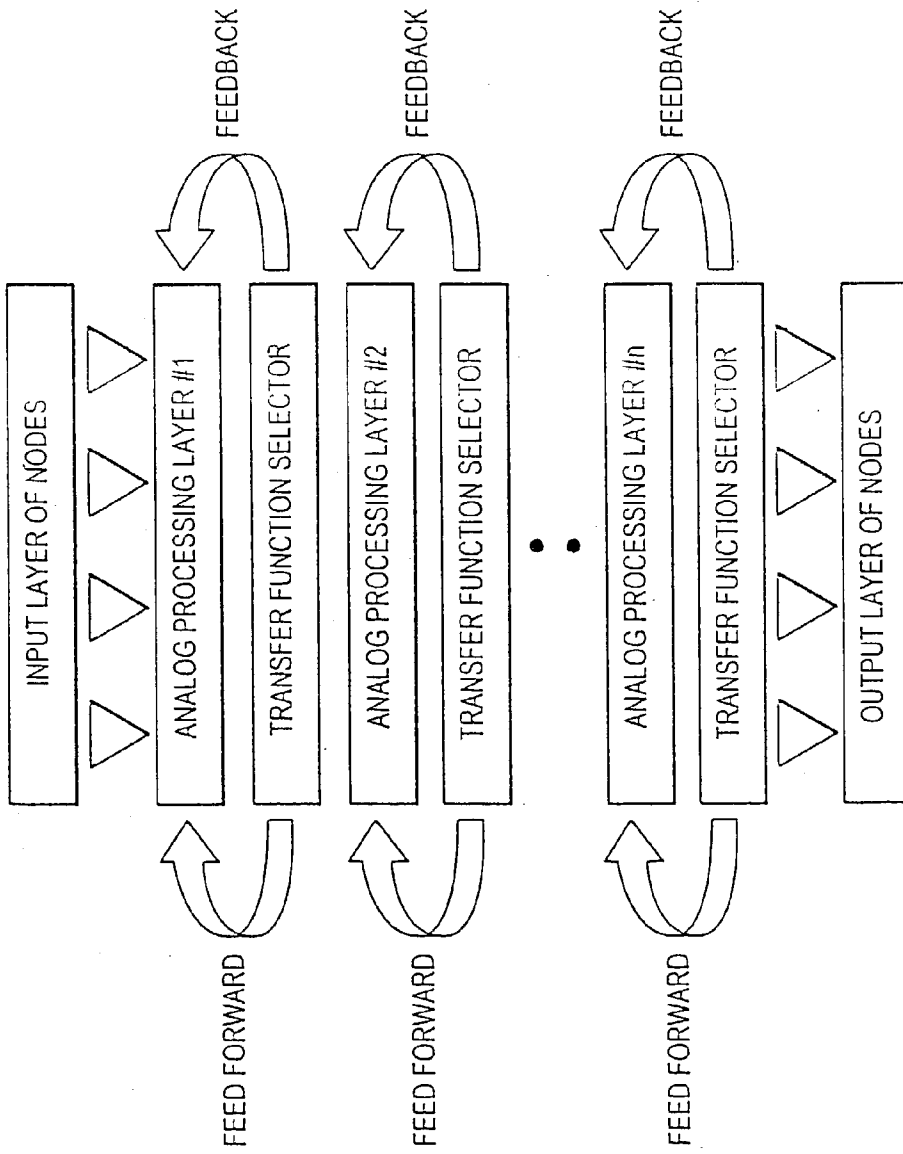 INPUT LAYER OF NODES
ANALOG PROCESSING LAYER #1
FEED FORWARD
FEEDBACK
TRANSFER FUNCTION SELECTOR
ANALOG PROCESSING LAYER #2
FEED FORWARD
FEEDBACK
TRANSFER FUNCTION SELECTOR
ANALOG PROCESSING LAYER #n
FEED FORWARD
FEEDBACK
TRANSFER FUNCTION SELECTOR
OUTPUT LAYER OF NODES